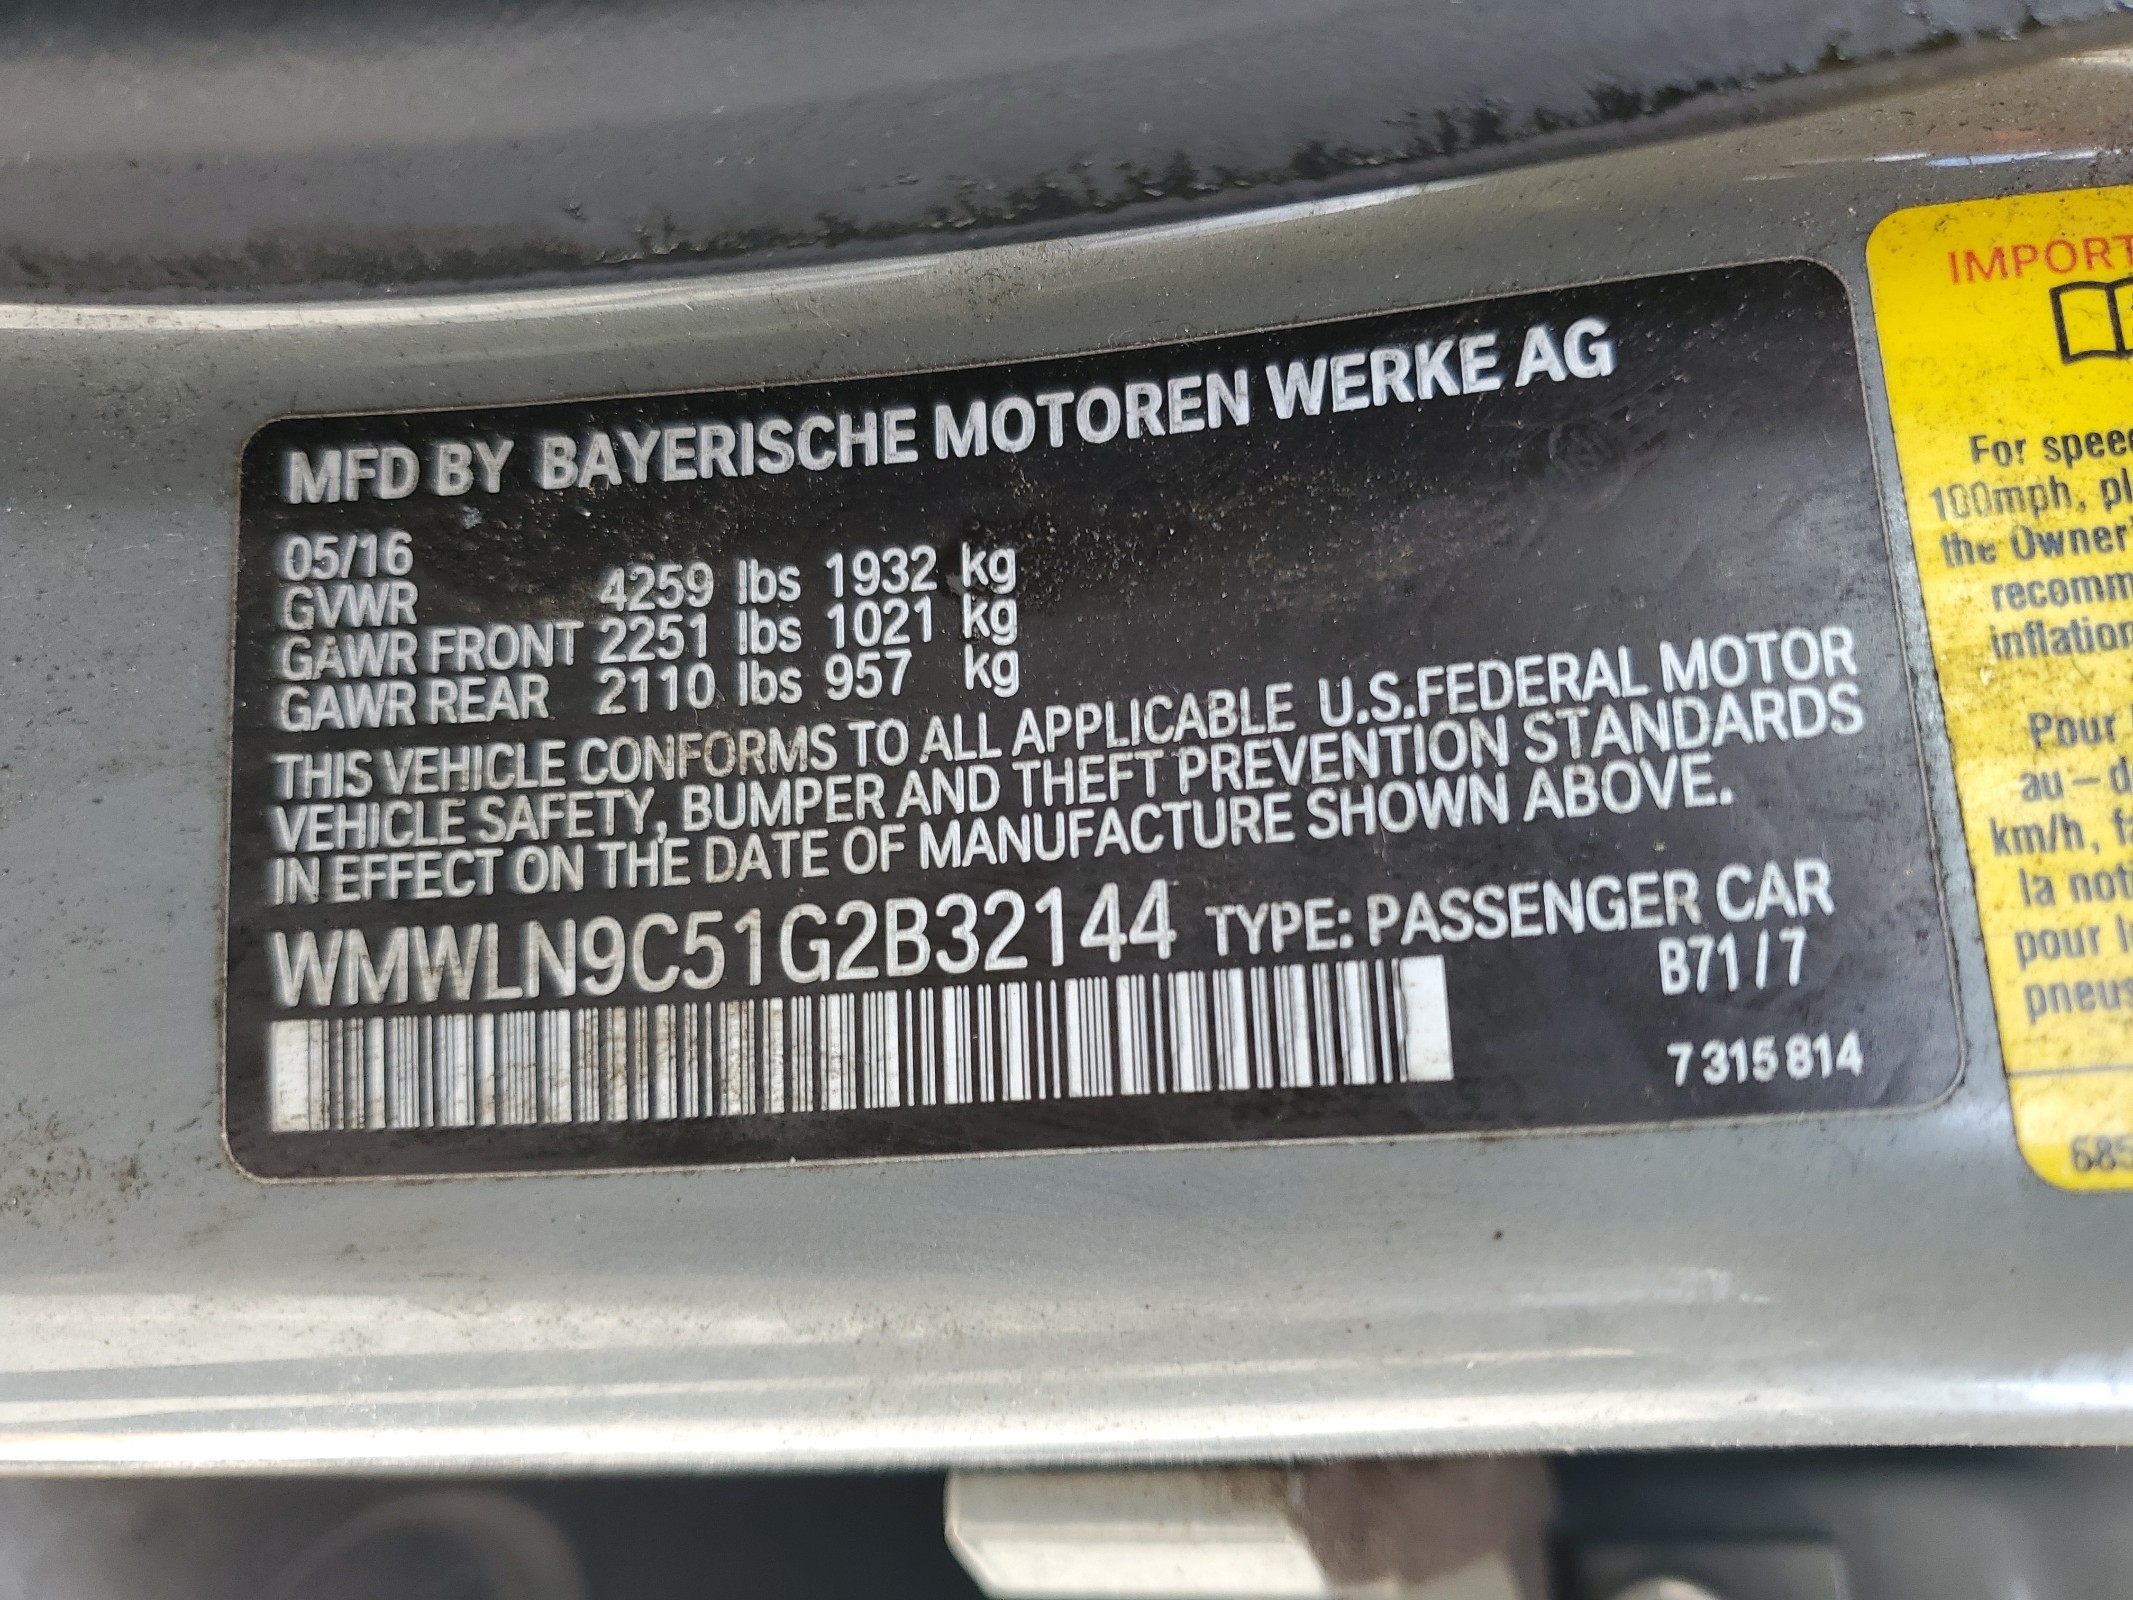 MFD BY BAYERISCHE MOTOREN WERKE AG
05/16
GVWR 4259 lbs 1932 kg
GAWR FRONT 2251 lbs 1021 kg
GAWR REAR 2110 lbs 957 kg
THIS VEHICLE CONFORMS TO ALL APPLICABLE U.S.FEDERAL MOTOR
VEHICLE SAFETY, BUMPER AND THEFT PREVENTION STANDARDS
IN EFFECT ON THE DATE OF MANUFACTURE SHOWN ABOVE.
WMWLN9C51G2B32144 TYPE: PASSENGER CAR
B71/7
7 315 814
IMPORT
For spee
100mph, pl
the Owner'
recomm
inflation
Pour
au-d
km/h, fa
la noti
pour l
pneus
685